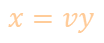 x = vy